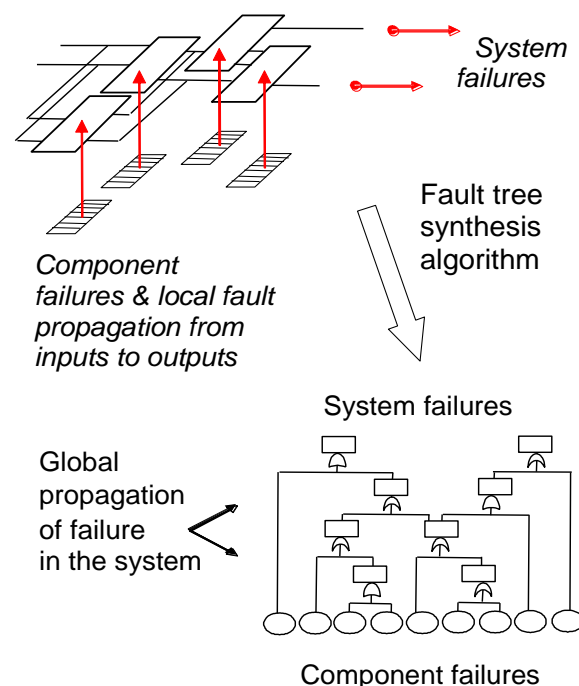 System
failures
Fault tree
synthesis
algorithm
Component
failures & local fault
propagation from
inputs to outputs
System failures
Global
propagation
of failure
in the system
Component failures